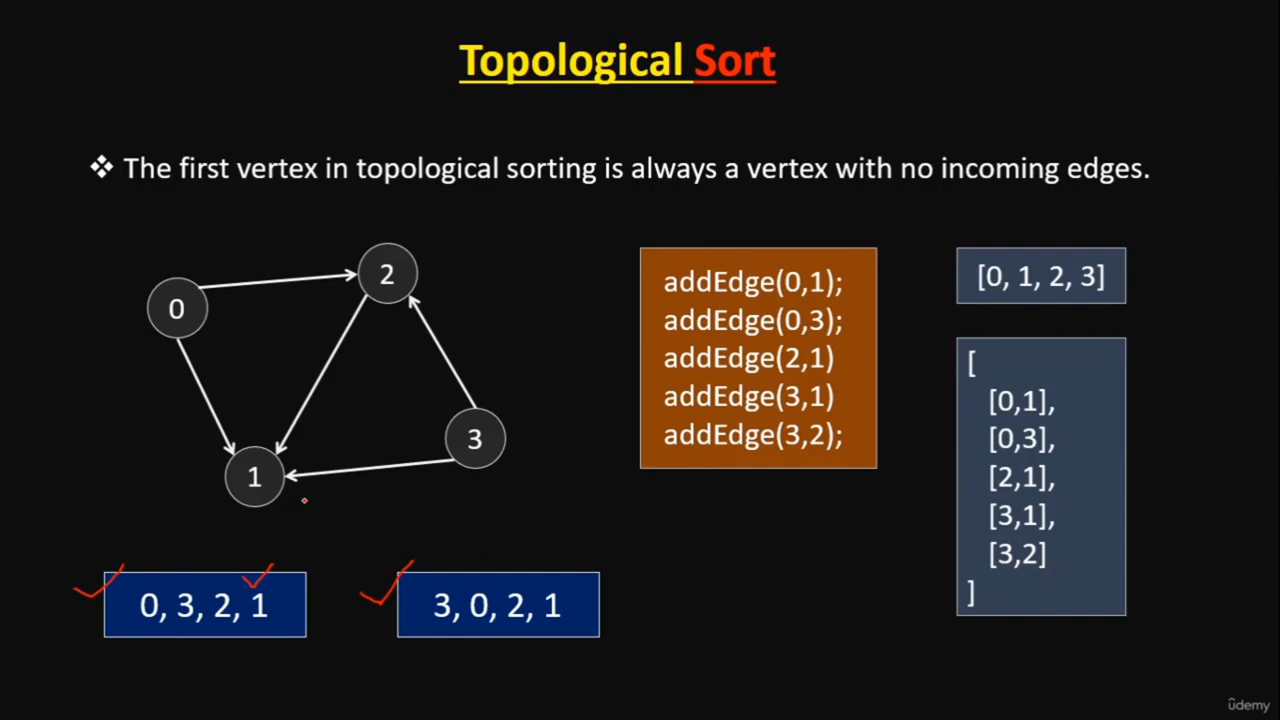 Topological Sort
❖ The first vertex in topological sorting is always a vertex with no incoming edges.
2
0
3
1
addEdge(0,1);
addEdge(0,3);
addEdge(2,1)
addEdge(3,1)
addEdge(3,2);
[0, 1, 2, 3]
[
[0,1],
[0,3],
[2,1],
[3,1],
[3,2]
]
0, 3, 2, 1
3, 0, 2, 1
ûdemy